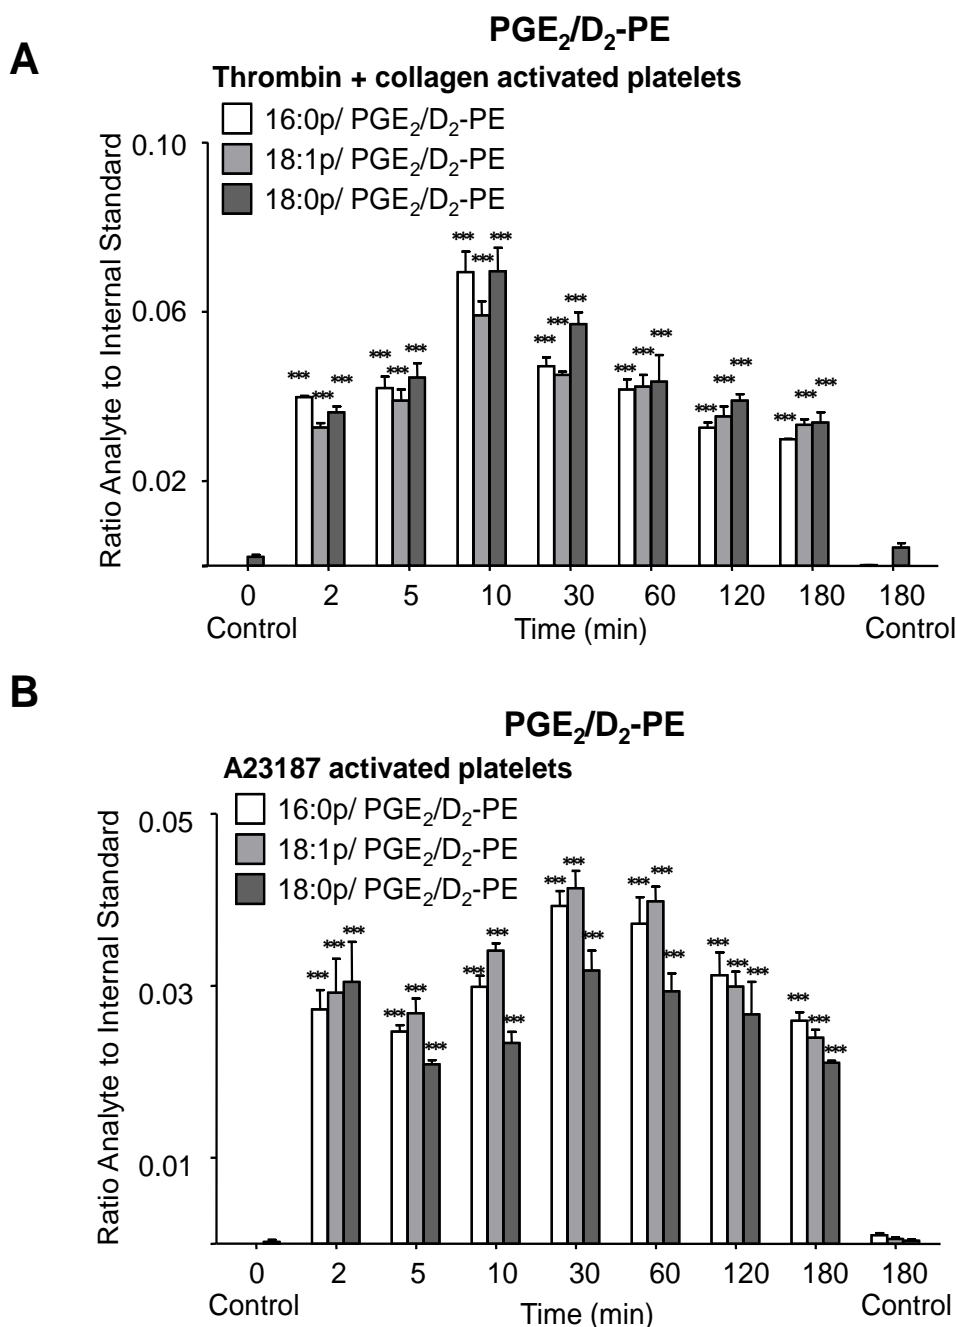 A
PGE₂/D₂-PE
Thrombin + collagen activated platelets
16:0p/ PGE₂/D₂-PE
18:1p/ PGE₂/D₂-PE
18:0p/ PGE₂/D₂-PE
Ratio Analyte to Internal Standard
0.10
0.06
0.02
*** *** *** *** *** *** *** *** *** *** *** *** *** *** *** *** *** *** *** *** ***
0 2 5 10 30 60 120 180 180
Control Time (min) Control
B
PGE₂/D₂-PE
A23187 activated platelets
16:0p/ PGE₂/D₂-PE
18:1p/ PGE₂/D₂-PE
18:0p/ PGE₂/D₂-PE
Ratio Analyte to Internal Standard
0.05
0.03
0.01
*** *** *** *** *** *** *** *** *** *** *** *** *** *** *** *** *** *** *** *** ***
0 2 5 10 30 60 120 180 180
Control Time (min) Control